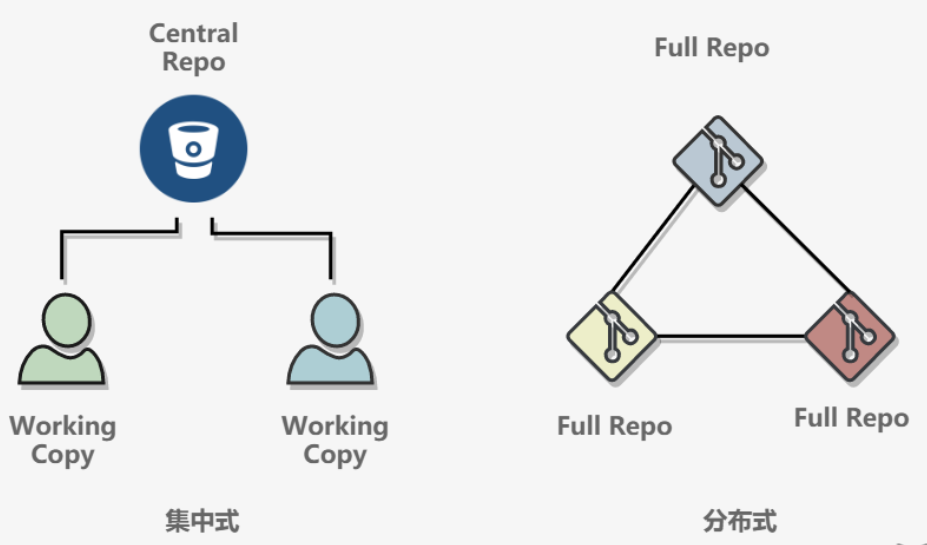 Central
Repo
Full Repo
Working
Copy
Working
Copy
Full Repo
Full Repo
集中式
分布式